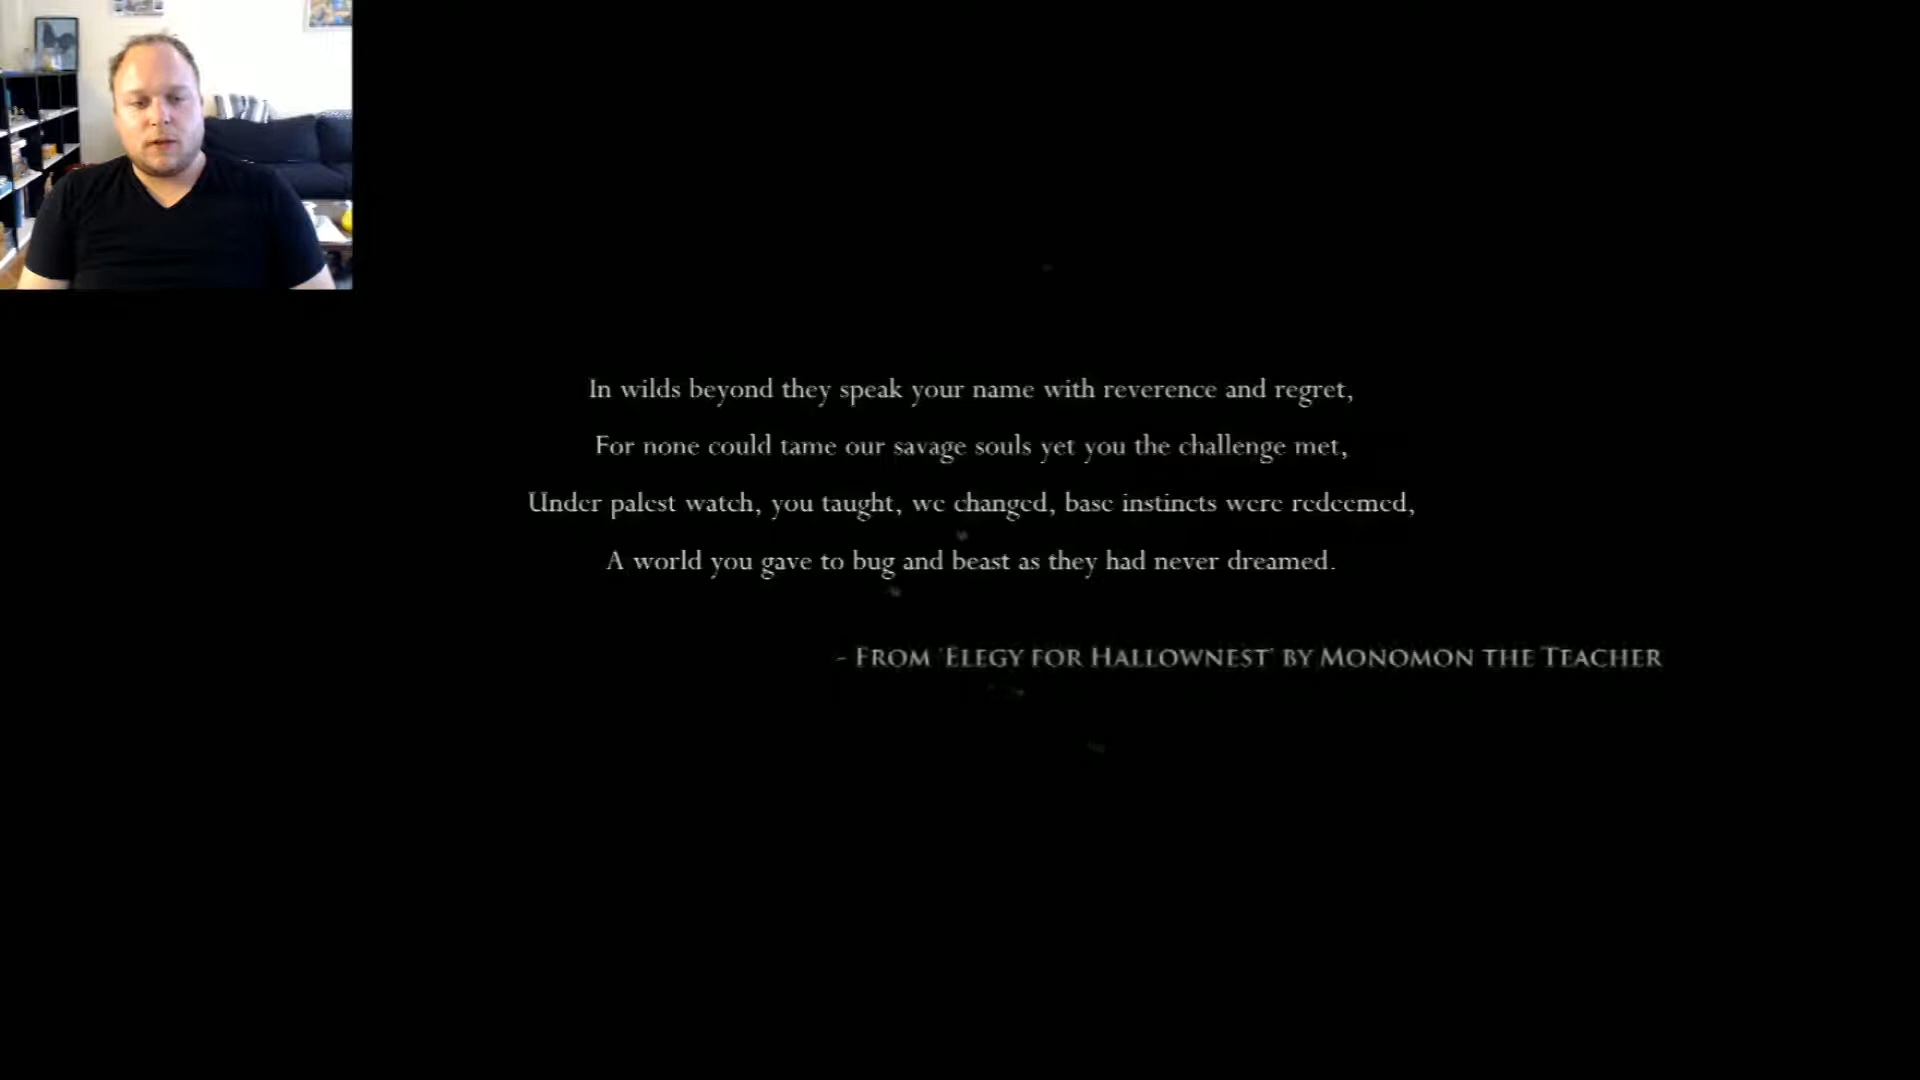 In wilds beyond they speak your name with reverence and regret,
For none could tame our savage souls yet you the challenge met,
Under palest watch, you taught, we changed, base instincts were redeemed,
A world you gave to bug and beast as they had never dreamed.
- From 'Elegy for Hallownest' by Monomon the Teacher